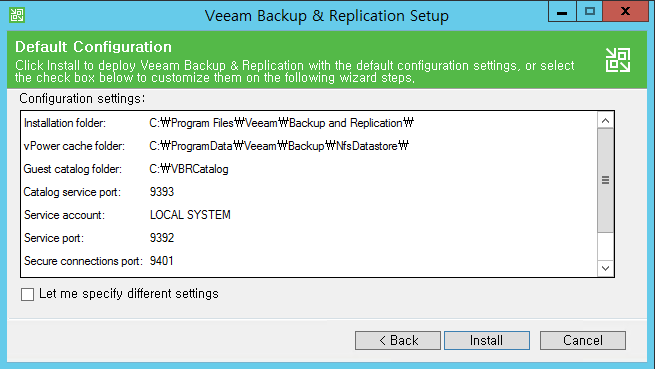 Veeam Backup & Replication Setup
Default Configuration
Click Install to deploy Veeam Backup & Replication with the default configuration settings, or select
the check box below to customize them on the following wizard steps.
Configuration settings:
Installation folder: C:₩Program Files₩Veeam₩Backup and Replication₩
vPower cache folder: C:₩ProgramData₩Veeam₩Backup₩NfsDatastore₩
Guest catalog folder: C:₩VBRCatalog
Catalog service port: 9393
Service account: LOCAL SYSTEM
Service port: 9392
Secure connections port: 9401
Let me specify different settings
< Back Install Cancel